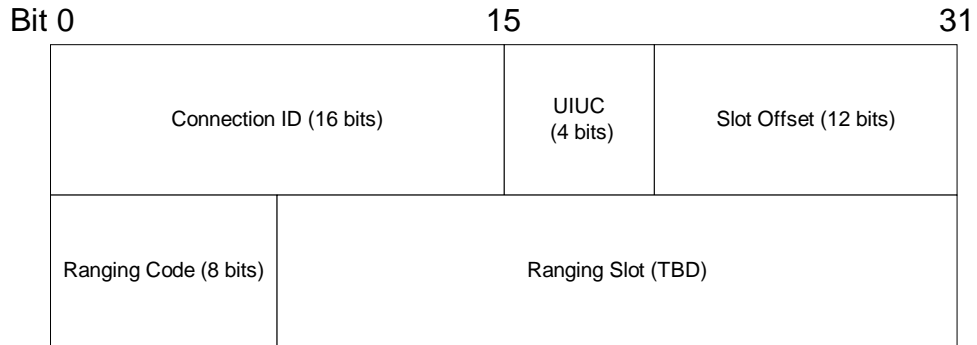 Bit 0 15 31
Connection ID (16 bits)
UIUC
(4 bits)
Slot Offset (12 bits)
Ranging Code (8 bits)
Ranging Slot (TBD)